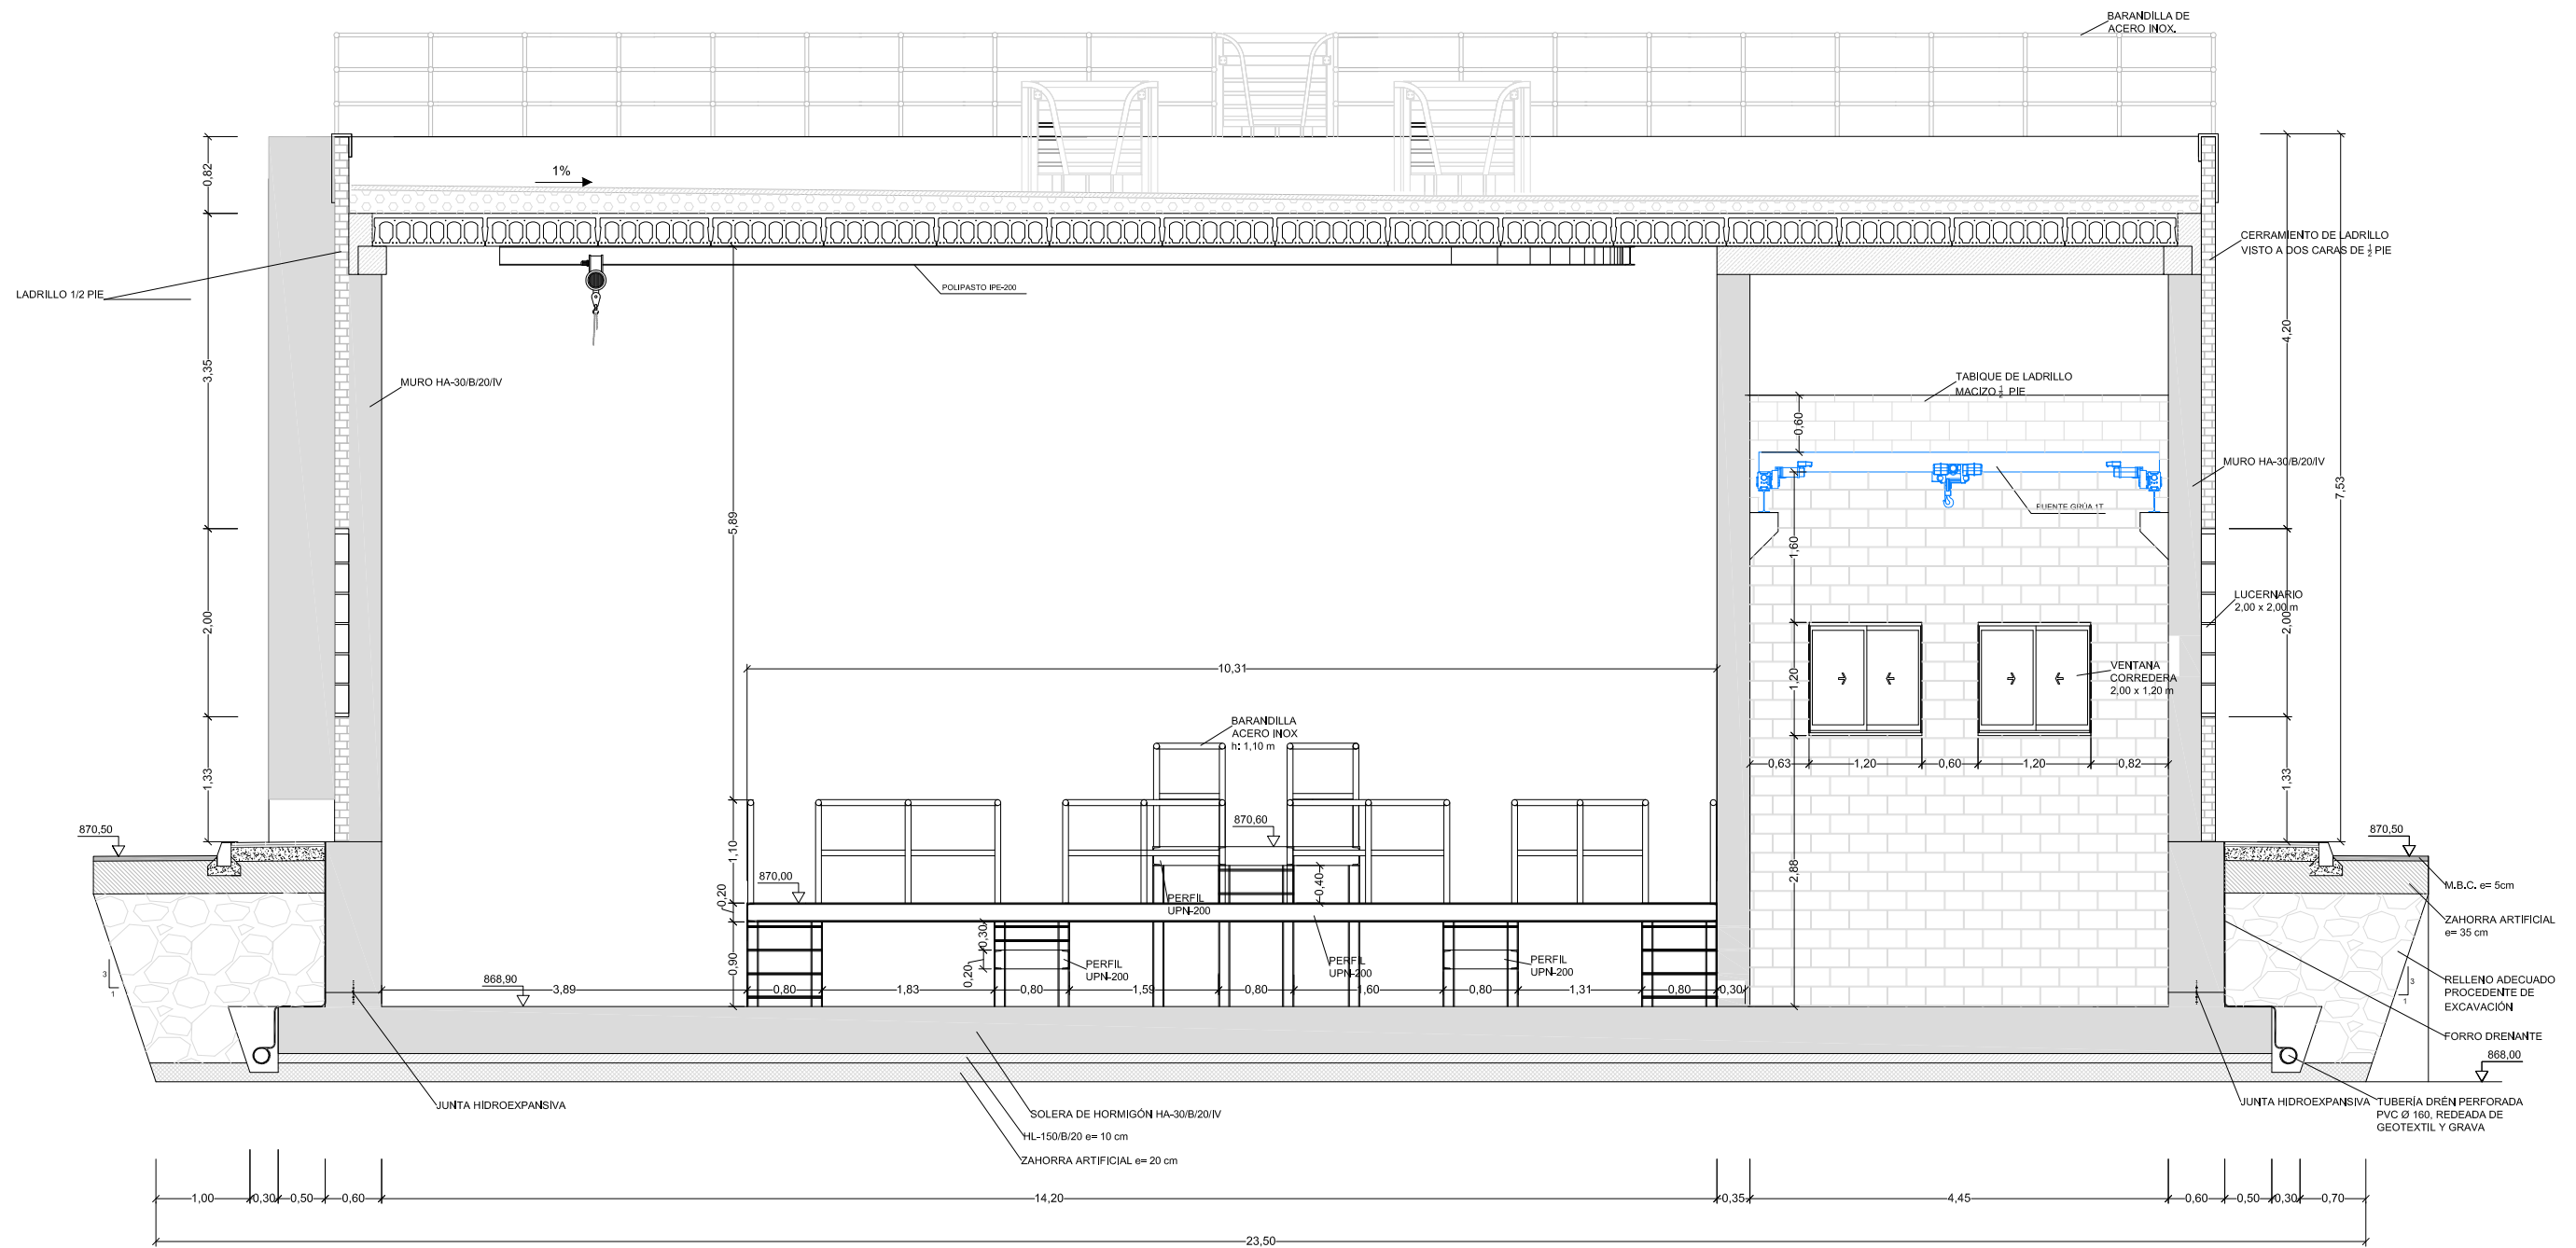 BARANDILLA DE
ACERO INOX.
1%
0,82
3,35
2,00
1,33
LADRILLO 1/2 PIE
MURO HA-30/B/20/IV
POLIPASTO IPE-200
5,89
1,10
0,20
0,90
10,31
BARANDILLA
ACERO INOX
h: 1,10 m
870,60
870,00
868,90
0,40
0,30
0,20
PERFIL
UPN-200
PERFIL
UPN-200
PERFIL
UPN-200
PERFIL
UPN-200
3,89
0,80
1,83
0,80
1,59
0,80
1,60
0,80
1,31
0,80
0,30
TABIQUE DE LADRILLO
MACIZO ½ PIE
0,60
PUENTE GRÚA 1T
1,60
1,20
2,88
VENTANA
CORREDERA
2,00 x 1,20 m
0,63
1,20
0,60
1,20
0,82
CERRAMIENTO DE LADRILLO
VISTO A DOS CARAS DE ½ PIE
MURO HA-30/B/20/IV
LUCERNARIO
2,00 x 2,00 m
4,20
2,00
1,33
7,53
870,50
870,50
M.B.C. e= 5cm
ZAHORRA ARTIFICIAL
e= 35 cm
RELLENO ADECUADO
PROCEDENTE DE
EXCAVACIÓN
FORRO DRENANTE
868,00
3
1
3
1
JUNTA HIDROEXPANSIVA
SOLERA DE HORMIGÓN HA-30/B/20/IV
HL-150/B/20 e= 10 cm
ZAHORRA ARTIFICIAL e= 20 cm
JUNTA HIDROEXPANSIVA
TUBERÍA DRÉN PERFORADA
PVC Ø 160, REDEADA DE
GEOTEXTIL Y GRAVA
1,00
0,30
0,50
0,60
14,20
0,35
4,45
0,60
0,50
0,30
0,70
23,50